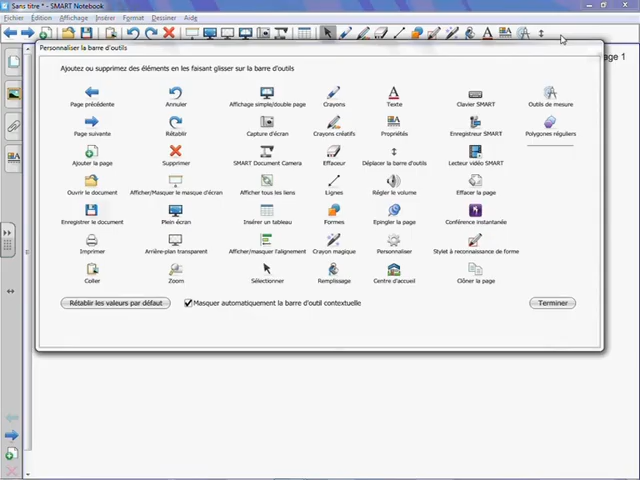 Sans titre * - SMART Notebook
Fichier Édition Affichage Insérer Format Dessiner Aide
Personnaliser la barre d'outils
age 1
Ajoutez ou supprimez des éléments en les faisant glisser sur la barre d'outils
Page précédente Annuler Affichage simple/double page Crayons Texte Clavier SMART Outils de mesure
Page suivante Rétablir Capture d'écran Crayons créatifs Propriétés Enregistreur SMART Polygones réguliers
Ajouter la page Supprimer SMART Document Camera Effaceur Déplacer la barre d'outils Lecteur vidéo SMART
Ouvrir le document Afficher/Masquer le masque d'écran Afficher tous les liens Lignes Régler le volume Effacer la page
Enregistrer le document Plein écran Insérer un tableau Formes Epingler la page Conférence instantanée
Imprimer Arrière-plan transparent Afficher/masquer l'alignement Crayon magique Personnaliser Stylet à reconnaissance de forme
Coller Zoom Sélectionner Remplissage Centre d'accueil Clôner la page
Rétablir les valeurs par défaut Masquer automatiquement la barre d'outil contextuelle Terminer